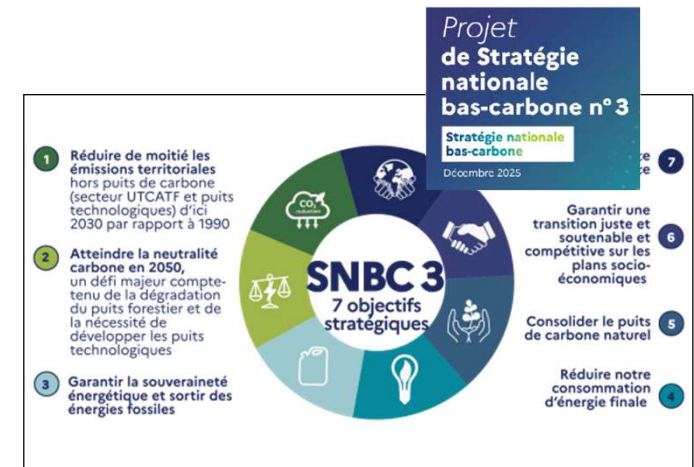 Projet
de Stratégie
nationale
bas-carbone n° 3
Stratégie nationale
bas-carbone
Décembre 2025
1
Réduire de moitié les
émissions territoriales
hors puits de carbone
(secteur UTCATF et puits
technologiques) d'ici
2030 par rapport à 1990
2
Atteindre la neutralité
carbone en 2050,
un défi majeur compte-
tenu de la dégradation
du puits forestier et de
la nécessité de
développer les puits
technologiques
3
Garantir la souveraineté
énergétique et sortir des
énergies fossiles
CO₂
SNBC 3
7 objectifs
stratégiques
7
Garantir une
transition juste et
soutenable et
compétitive sur les
plans socio-
économiques
6
Consolider le puits
de carbone naturel
5
Réduire notre
consommation
d'énergie finale
4